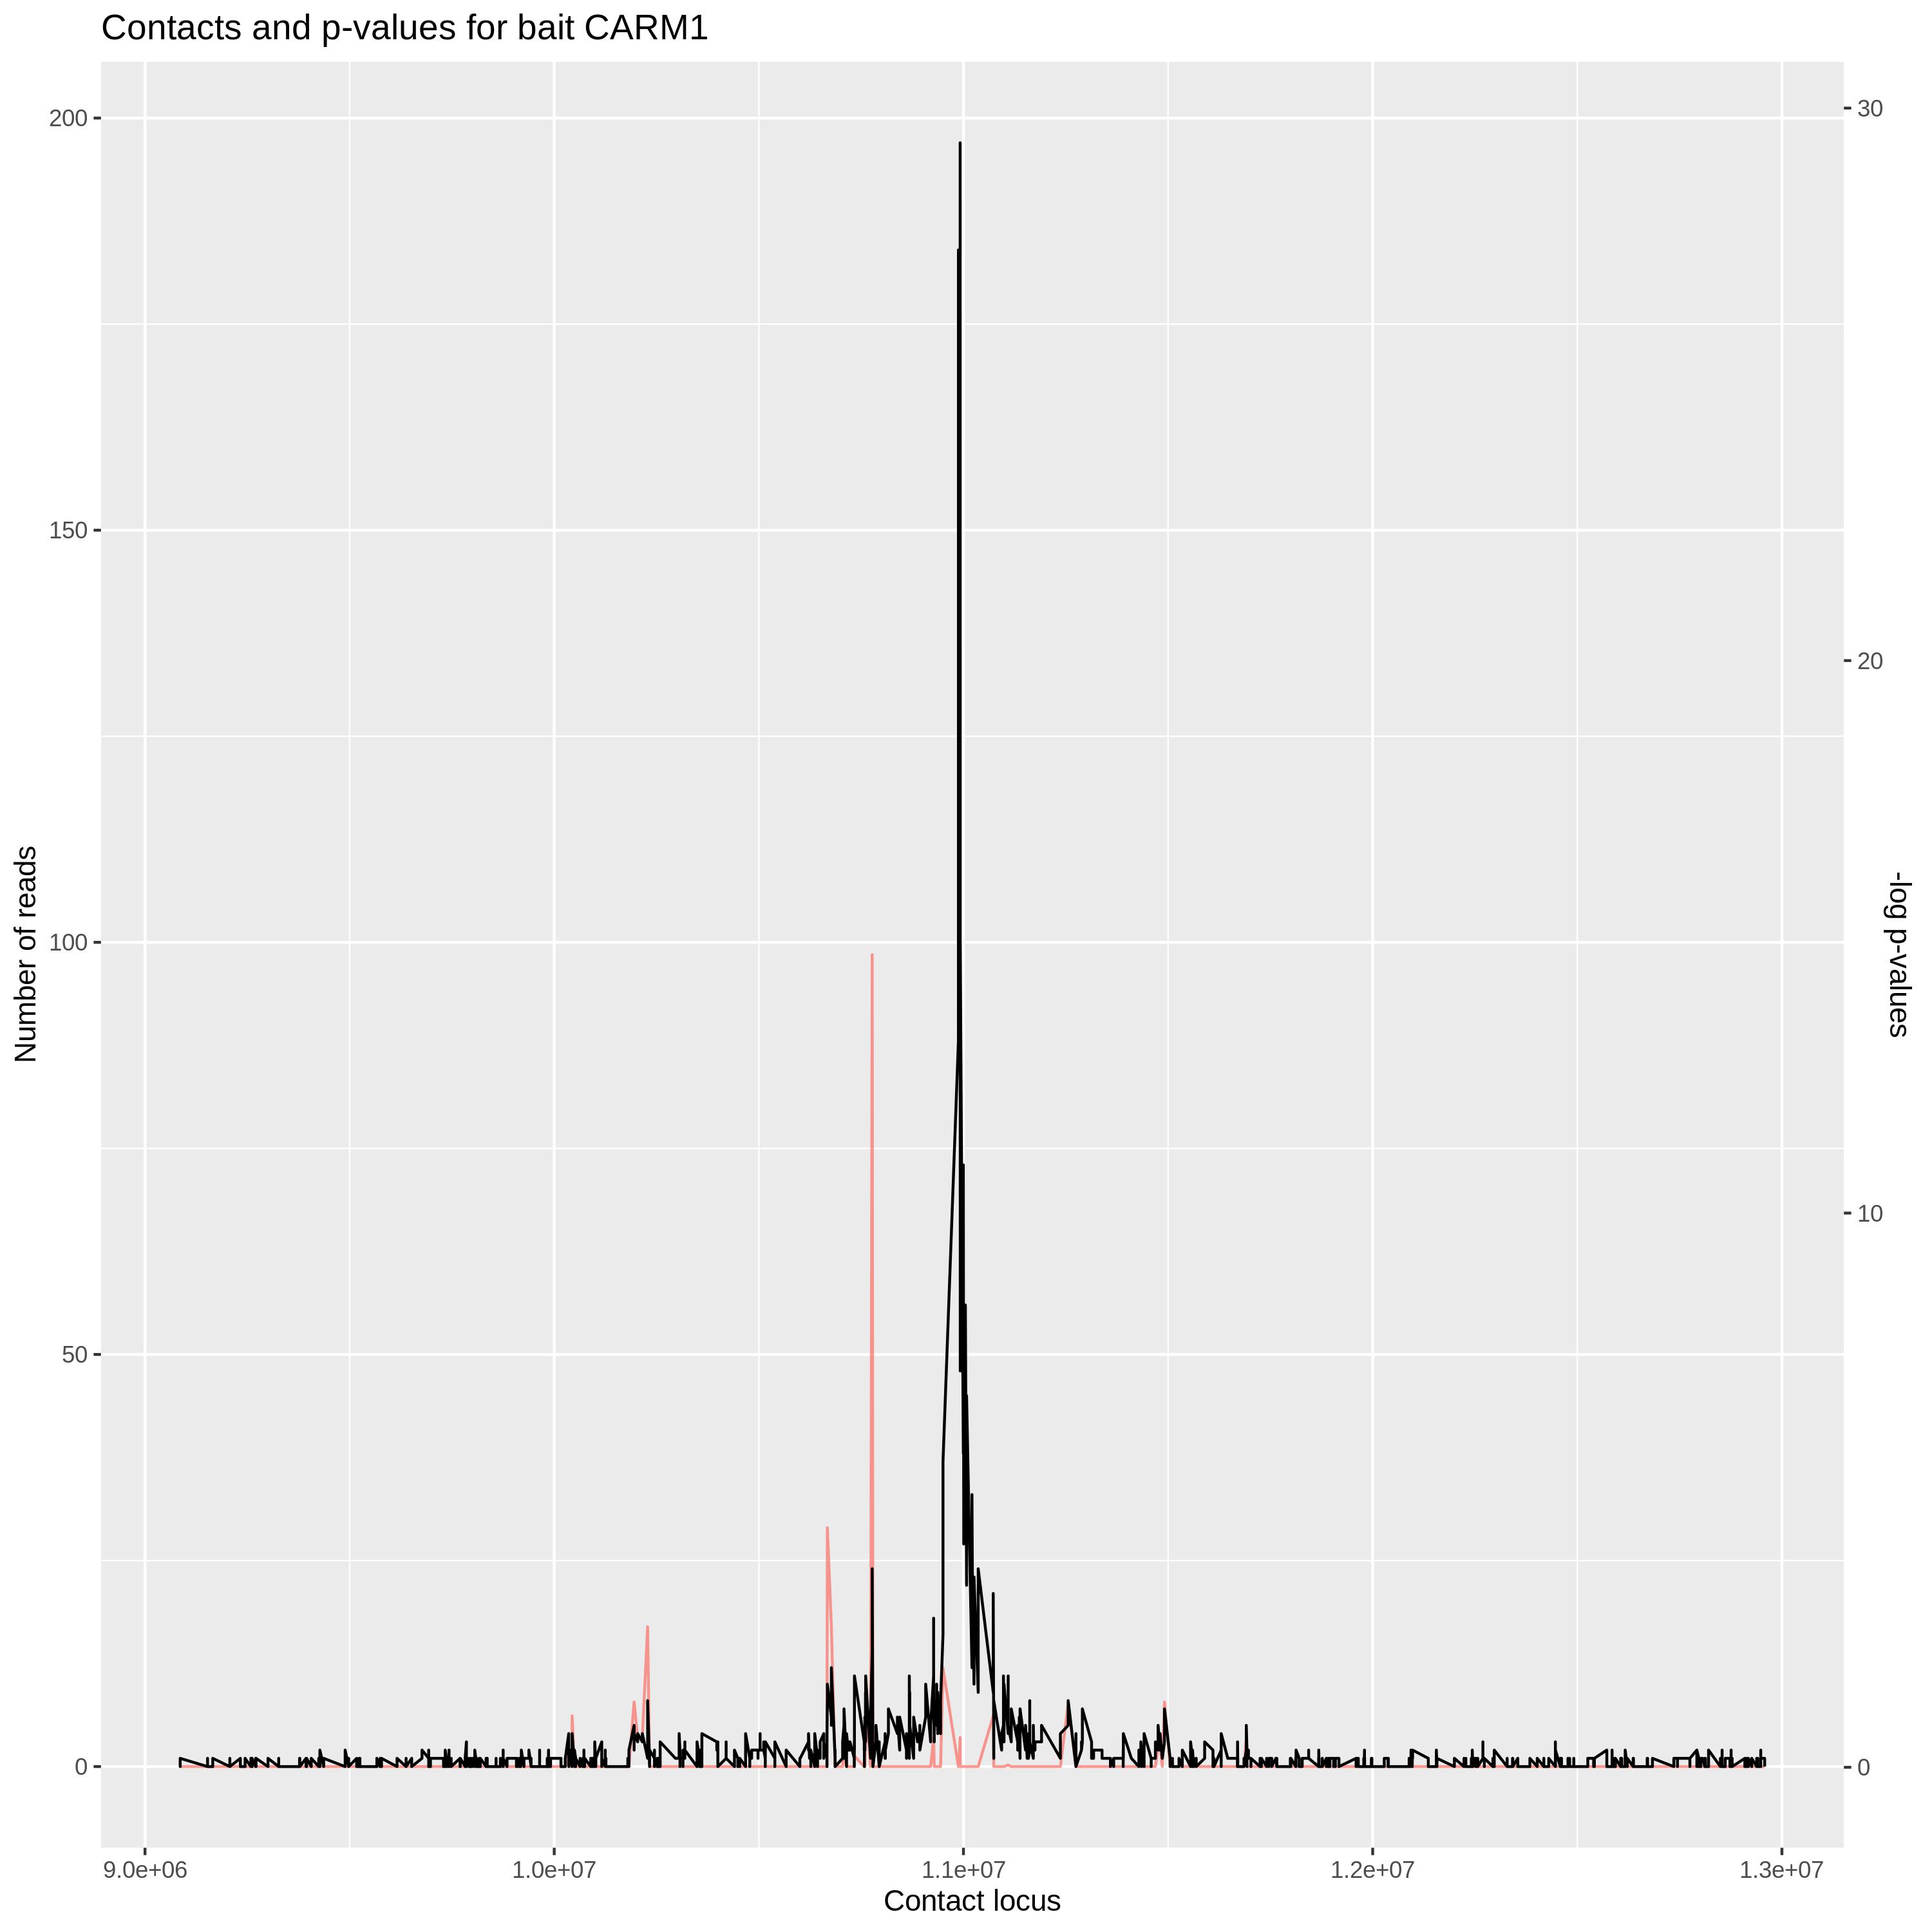 Contacts and p-values for bait CARM1
200
150
100
50
0
Number of reads
30
20
10
0
-log p-values
9.0e+06
1.0e+07
1.1e+07
1.2e+07
1.3e+07
Contact locus